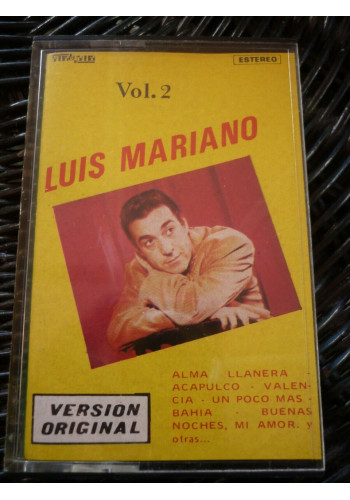 ESTEREO
Vol. 2
LUIS MARIANO
ALMA LLANERA -
ACAPULCO - VALEN-
CIA - UN POCO MAS -
BAHIA - BUENAS
NOCHES, MI AMOR. y
otras...
VERSION
ORIGINAL